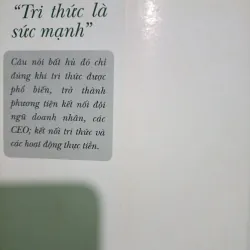 “Tri thức là
sức mạnh”
Câu nói bất hủ đó chỉ
đúng khi tri thức được
phổ biến, trở thành
phương tiện kết nối đội
ngũ doanh nhân, các
CEO; kết nối tri thức và
các hoạt động thực tiễn.